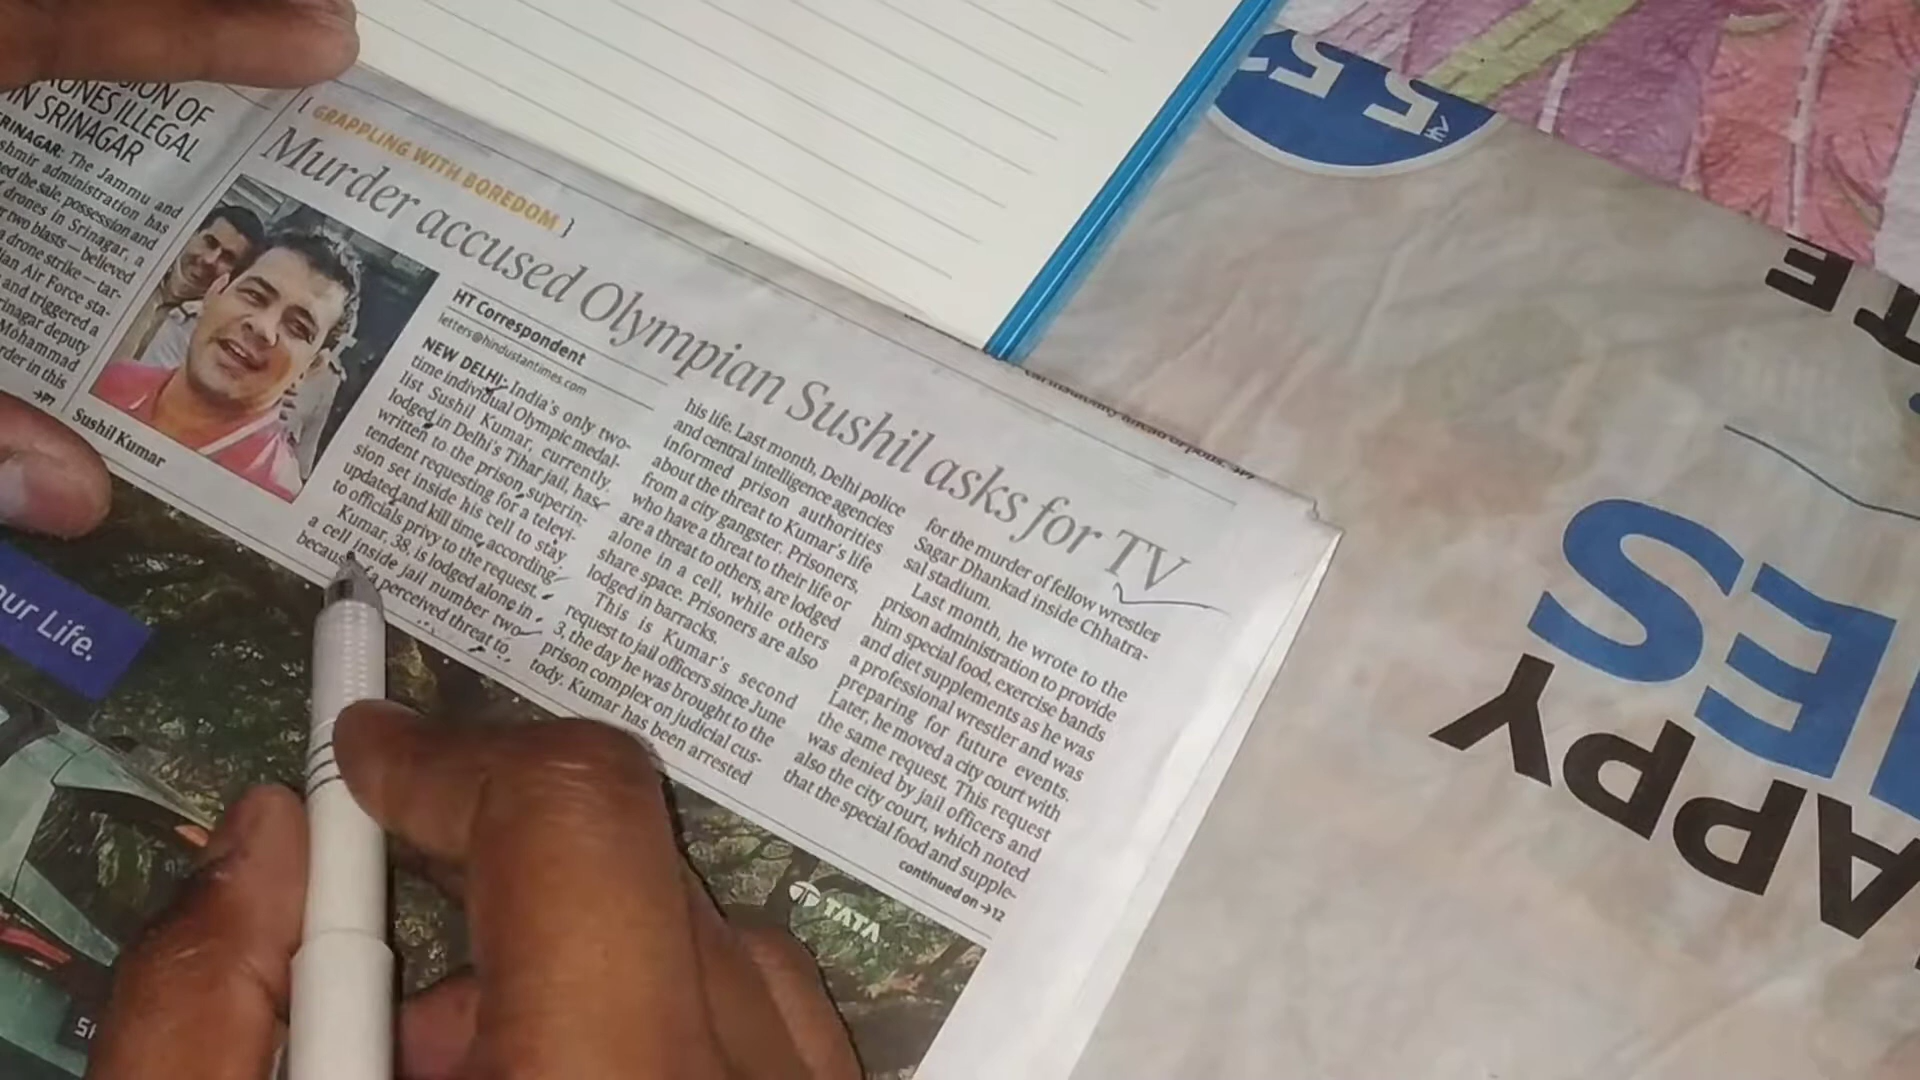 ION OF
ONES ILLEGAL
IN SRINAGAR
SRINAGAR: The Jammu and
administration has
the sale, possession and
drones in Srinagar, a
two blasts — believed
a drone strike — tar-
Air Force sta-
and triggered a
deputy
Mohammad
in this
→P7
{ GRAPPLING WITH BOREDOM }
Murder accused Olympian Sushil asks for TV
Sushil Kumar
HT Correspondent
letters@hindustantimes.com
NEW DELHI: India's only two-
time individual Olympic medal-
list Sushil Kumar, currently
lodged in Delhi's Tihar jail, has
written to the prison superin-
tendent requesting for a televi-
sion set inside his cell to stay
updated and kill time, according
to officials privy to the request.
Kumar, 38, is lodged alone in
a cell inside jail number two
because of a perceived threat to
his life. Last month, Delhi police
and central intelligence agencies
informed prison authorities
about the threat to Kumar's life
from a city gangster. Prisoners,
who have a threat to their life or
are a threat to others, are lodged
alone in a cell, while others
share space. Prisoners are also
lodged in barracks.
This is Kumar's second
request to jail officers since June
3, the day he was brought to the
prison complex on judicial cus-
tody. Kumar has been arrested
for the murder of fellow wrestler
Sagar Dhankad inside Chhatra-
sal stadium.
Last month, he wrote to the
prison administration to provide
him special food, exercise bands
and diet supplements as he was
a professional wrestler and was
preparing for future events.
Later, he moved a city court with
the same request. This request
was denied by jail officers and
also the city court, which noted
that the special food and supple-
continued on →12
our Life.
TATA
APPY